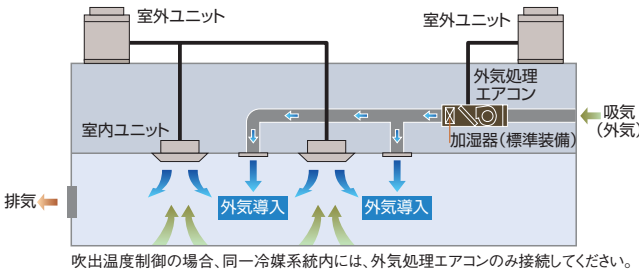 室外ユニット
室外ユニット
外気処理
エアコン
吸気
(外気)
室内ユニット
加湿器(標準装備)
排気
外気導入
外気導入
吹出温度制御の場合、同一冷媒系統内には、外気処理エアコンのみ接続してください。